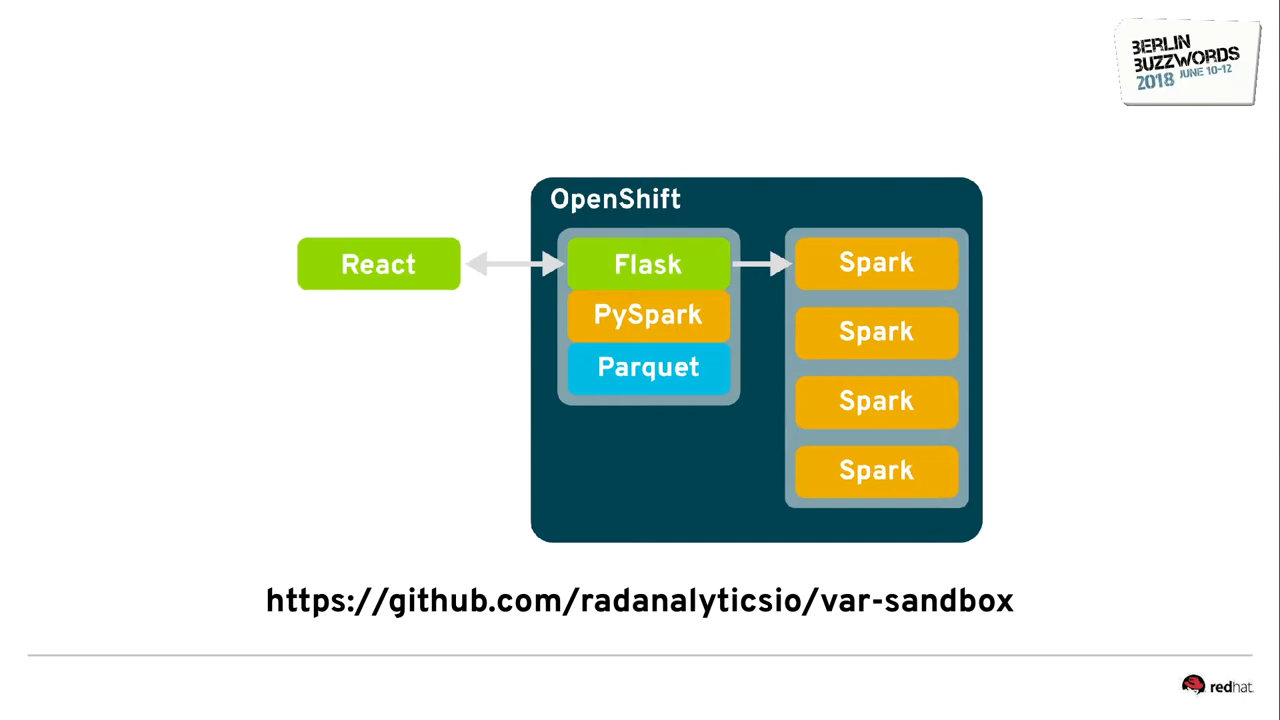 BERLIN
BUZZWORDS
2018 JUNE 10-12
OpenShift
React
Flask
PySpark
Parquet
Spark
Spark
Spark
Spark
https://github.com/radanalyticsio/var-sandbox
redhat.